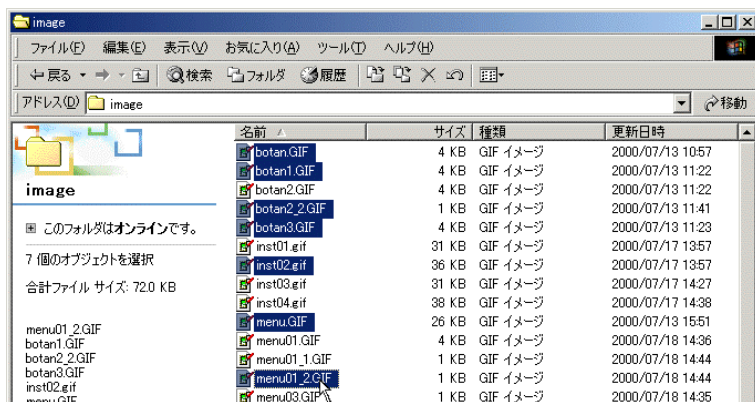 image
ファイル(F) 編集(E) 表示(V) お気に入り(A) ツール(T) ヘルプ(H)
戻る 検索 フォルダ 履歴
アドレス(D) image 移動
名前 サイズ 種類 更新日時
botan.GIF 4 KB GIF イメージ 2000/07/13 10:57
botan1.GIF 4 KB GIF イメージ 2000/07/13 11:22
botan2.GIF 4 KB GIF イメージ 2000/07/13 11:22
botan2_2.GIF 1 KB GIF イメージ 2000/07/13 11:41
botan3.GIF 4 KB GIF イメージ 2000/07/13 11:23
inst01.gif 31 KB GIF イメージ 2000/07/17 13:57
inst02.gif 36 KB GIF イメージ 2000/07/17 13:57
inst03.gif 31 KB GIF イメージ 2000/07/17 14:27
inst04.gif 38 KB GIF イメージ 2000/07/17 14:38
menu.GIF 26 KB GIF イメージ 2000/07/13 15:51
menu01.GIF 4 KB GIF イメージ 2000/07/18 14:36
menu01_1.GIF 1 KB GIF イメージ 2000/07/18 14:44
menu01_2.GIF 1 KB GIF イメージ 2000/07/18 14:44
menu03.GIF 1 KB GIF イメージ 2000/07/18 14:35
image
このフォルダはオンラインです。
7 個のオブジェクトを選択
合計ファイル サイズ: 72.0 KB
menu01_2.GIF
botan1.GIF
botan2_2.GIF
botan3.GIF
inst02.gif
menu.GIF